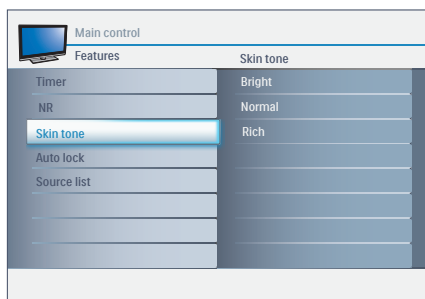 Main control
Features
Skin tone
Timer
Bright
NR
Normal
Skin tone
Rich
Auto lock
Source list